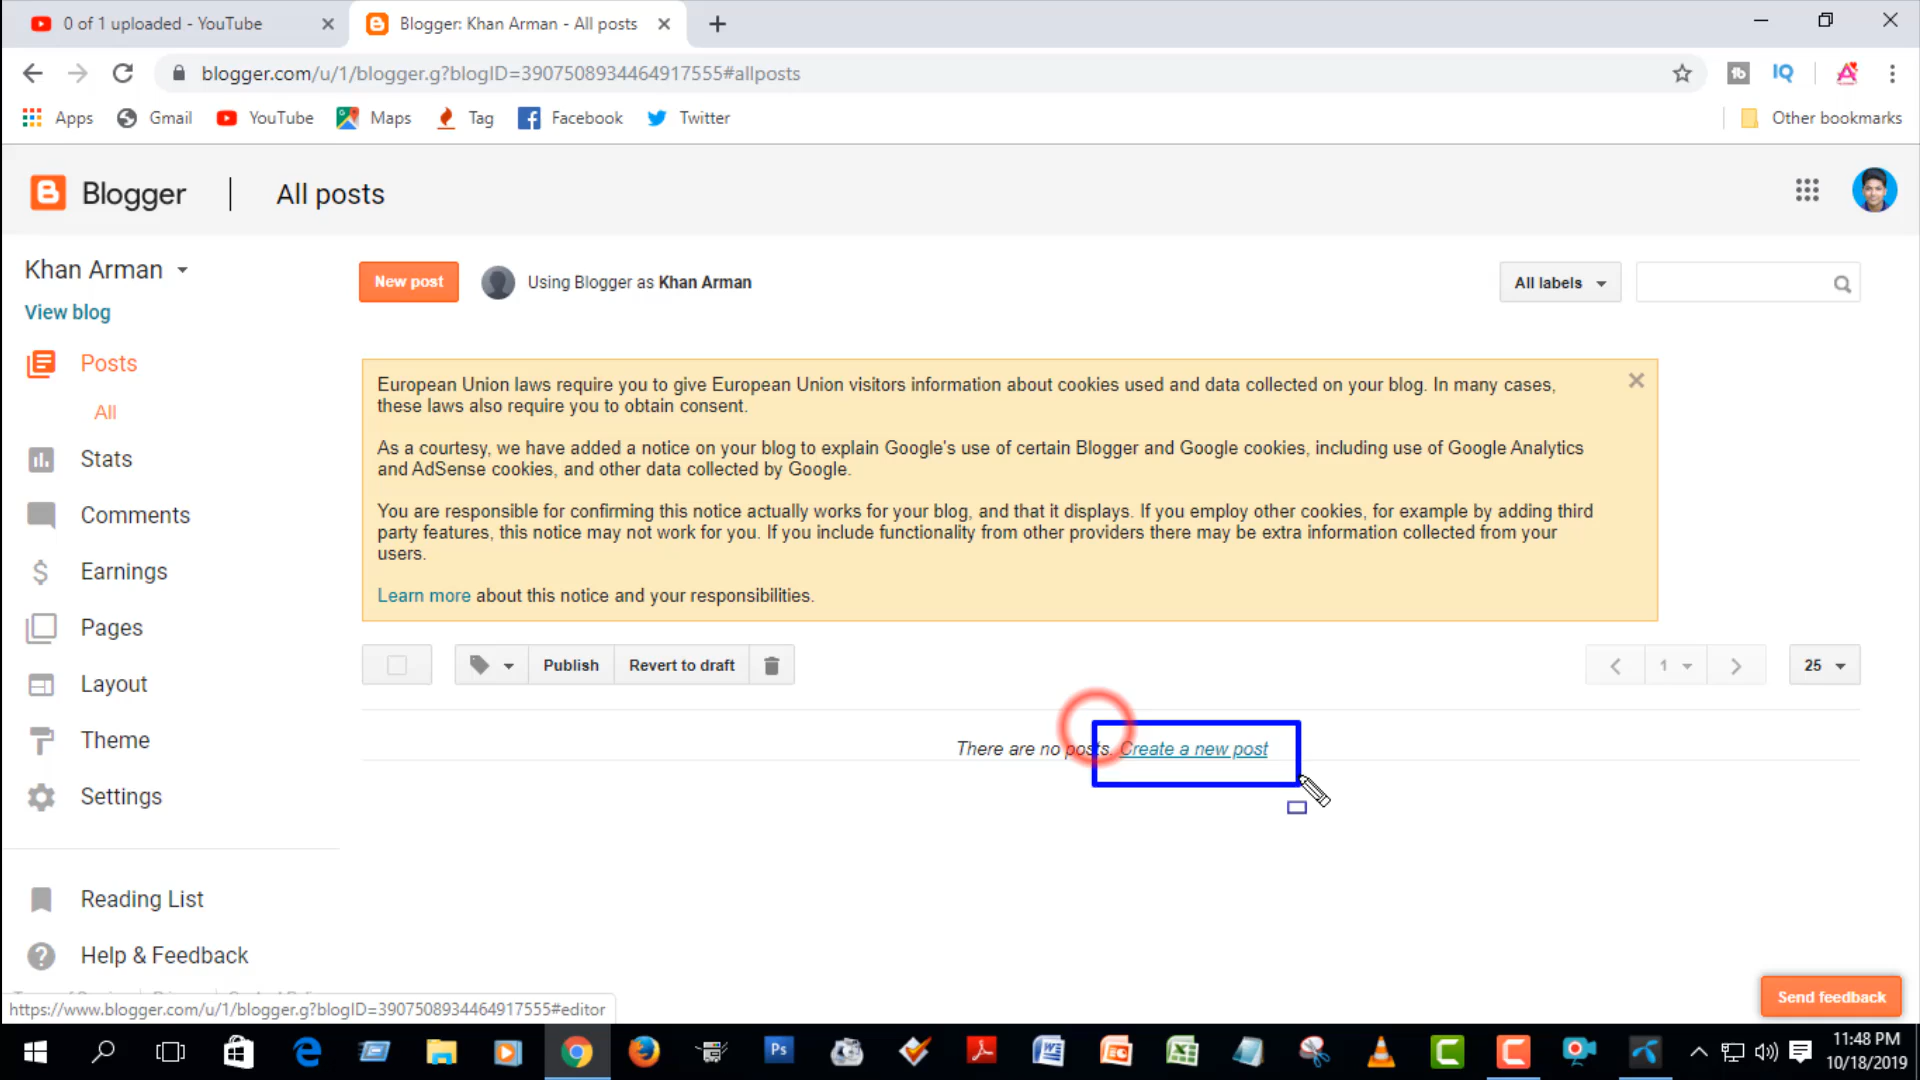 0 of 1 uploaded - YouTube
Blogger: Khan Arman - All posts
blogger.com/u/1/blogger.g?blogID=3907508934464917555#allposts
Apps
Gmail
YouTube
Maps
Tag
Facebook
Twitter
Other bookmarks
Blogger
All posts
Khan Arman
View blog
New post
Using Blogger as Khan Arman
All labels
Posts
All
Stats
Comments
Earnings
Pages
Layout
Theme
Settings
Reading List
Help & Feedback
European Union laws require you to give European Union visitors information about cookies used and data collected on your blog. In many cases,
these laws also require you to obtain consent.
As a courtesy, we have added a notice on your blog to explain Google's use of certain Blogger and Google cookies, including use of Google Analytics
and AdSense cookies, and other data collected by Google.
You are responsible for confirming this notice actually works for your blog, and that it displays. If you employ other cookies, for example by adding third
party features, this notice may not work for you. If you include functionality from other providers there may be extra information collected from your
users.
Learn more about this notice and your responsibilities.
Publish
Revert to draft
1
25
There are no posts. Create a new post
Send feedback
https://www.blogger.com/u/1/blogger.g?blogID=3907508934464917555#editor
11:48 PM
10/18/2019